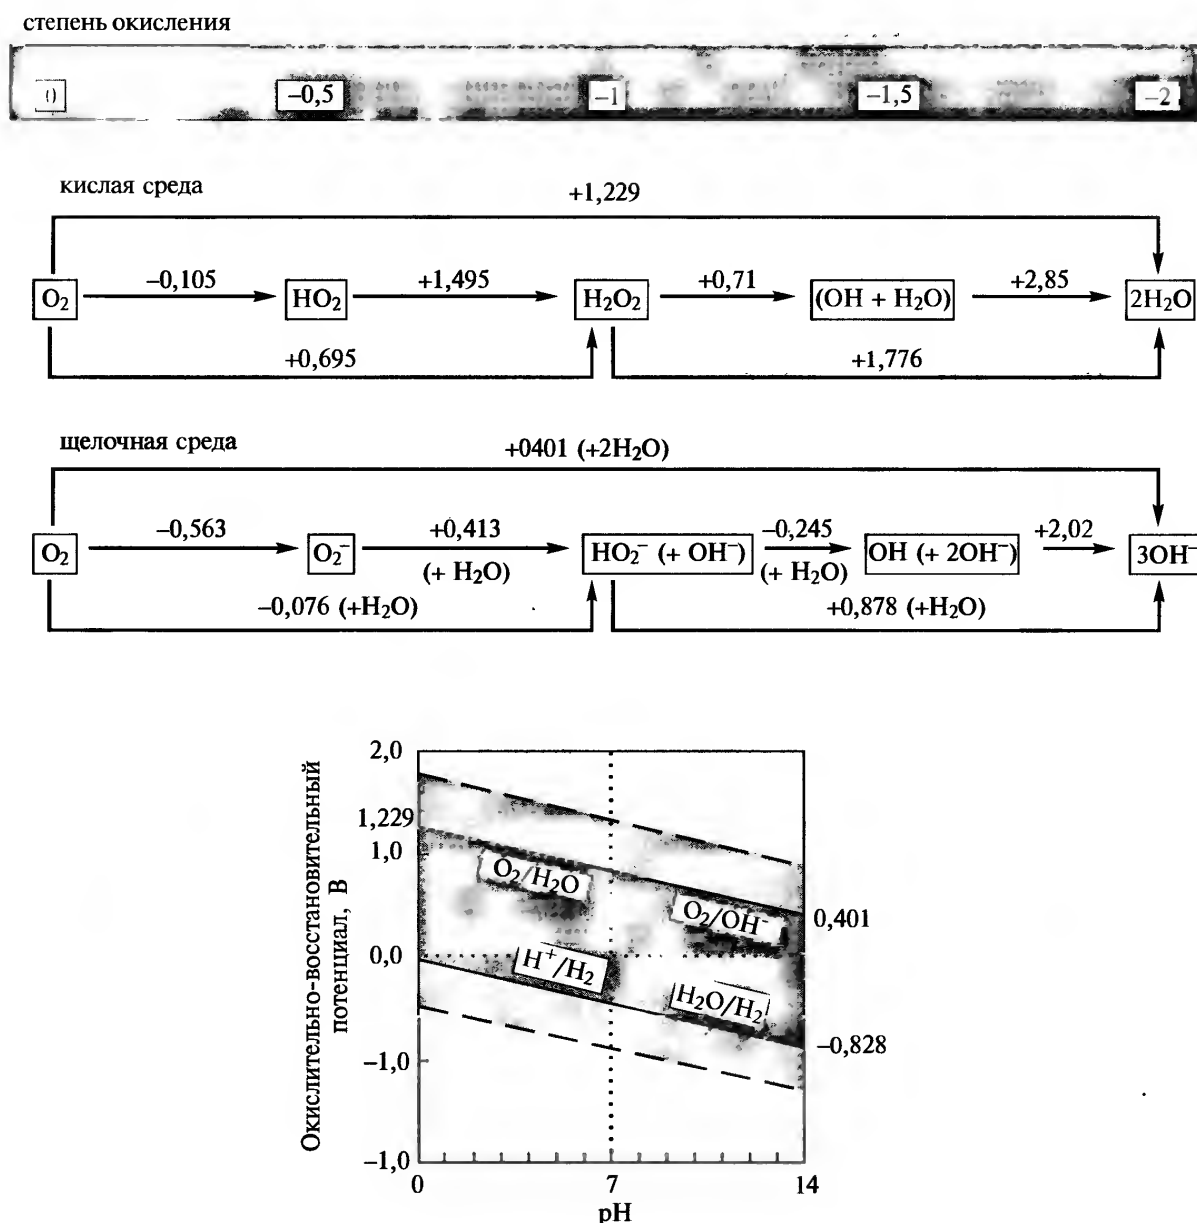 степень окисления
0 −0,5 −1 −1,5 −2
кислая среда
+1,229
O₂ −0,105 HO₂ +1,495 H₂O₂ +0,71 (OH + H₂O) +2,85 2H₂O
+0,695 +1,776
щелочная среда
+0401 (+2H₂O)
O₂ −0,563 O₂⁻ +0,413 (+ H₂O) HO₂⁻ (+ OH⁻) −0,245 (+ H₂O) OH (+ 2OH⁻) +2,02 3OH⁻
−0,076 (+H₂O) +0,878 (+H₂O)
Окислительно-восстановительный
потенциал, В
2,0
1,229
1,0
0,0
−1,0
−1,0
O₂/H₂O
O₂/OH⁻
H⁺/H₂
H₂O/H₂
0,401
−0,828
0 7 14
pH